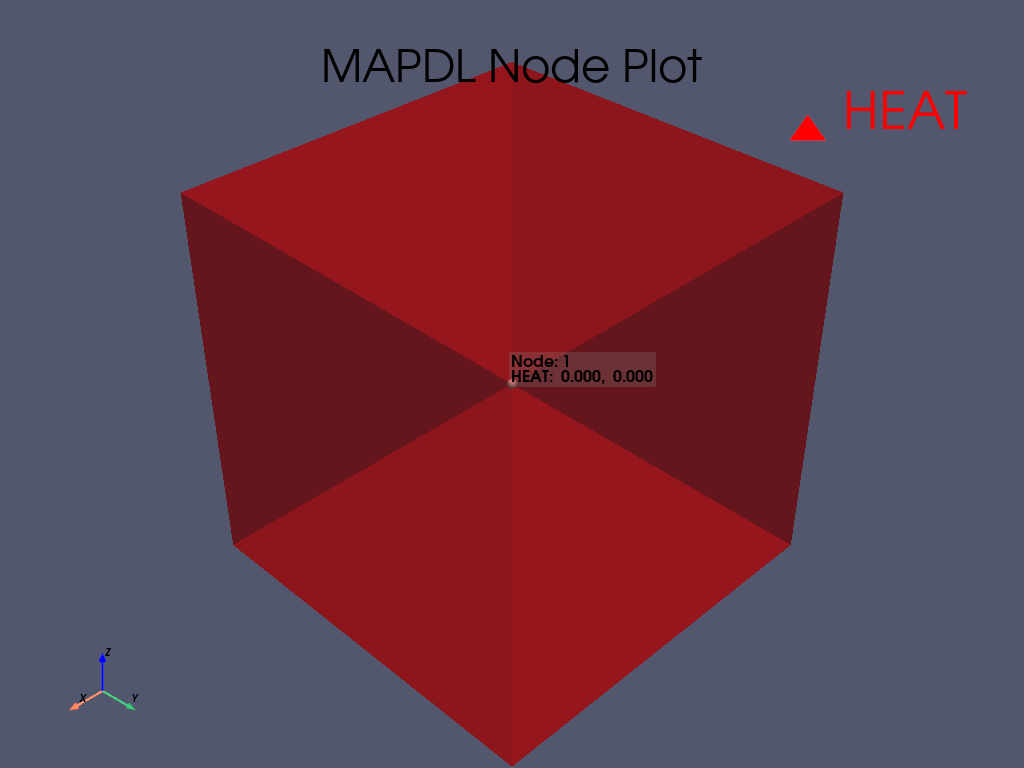 MAPDL Node Plot
HEAT
Node: 1
HEAT: 0.000, 0.000
Z
X
Y